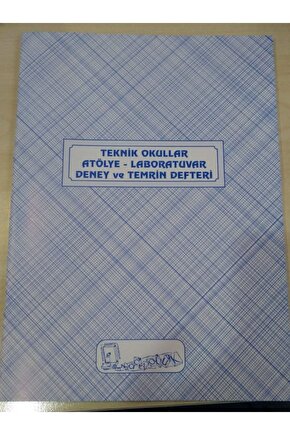 TEKNİK OKULLAR
ATÖLYE - LABORATUVAR
DENEY ve TEMRİN DEFTERİ